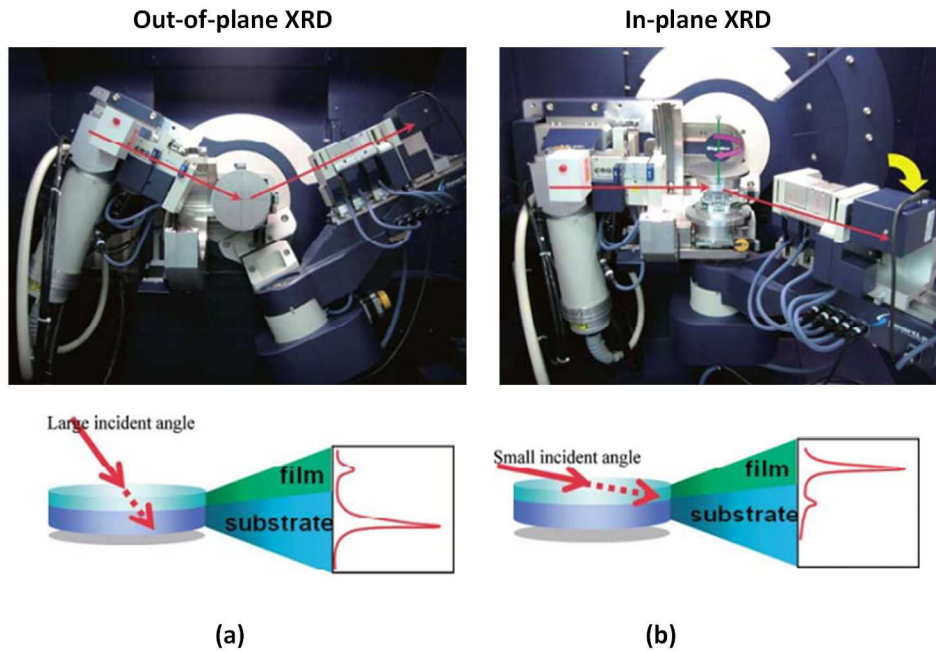 Out-of-plane XRD
In-plane XRD
Large incident angle
film
substrate
Small incident angle
film
substrate
(a)
(b)